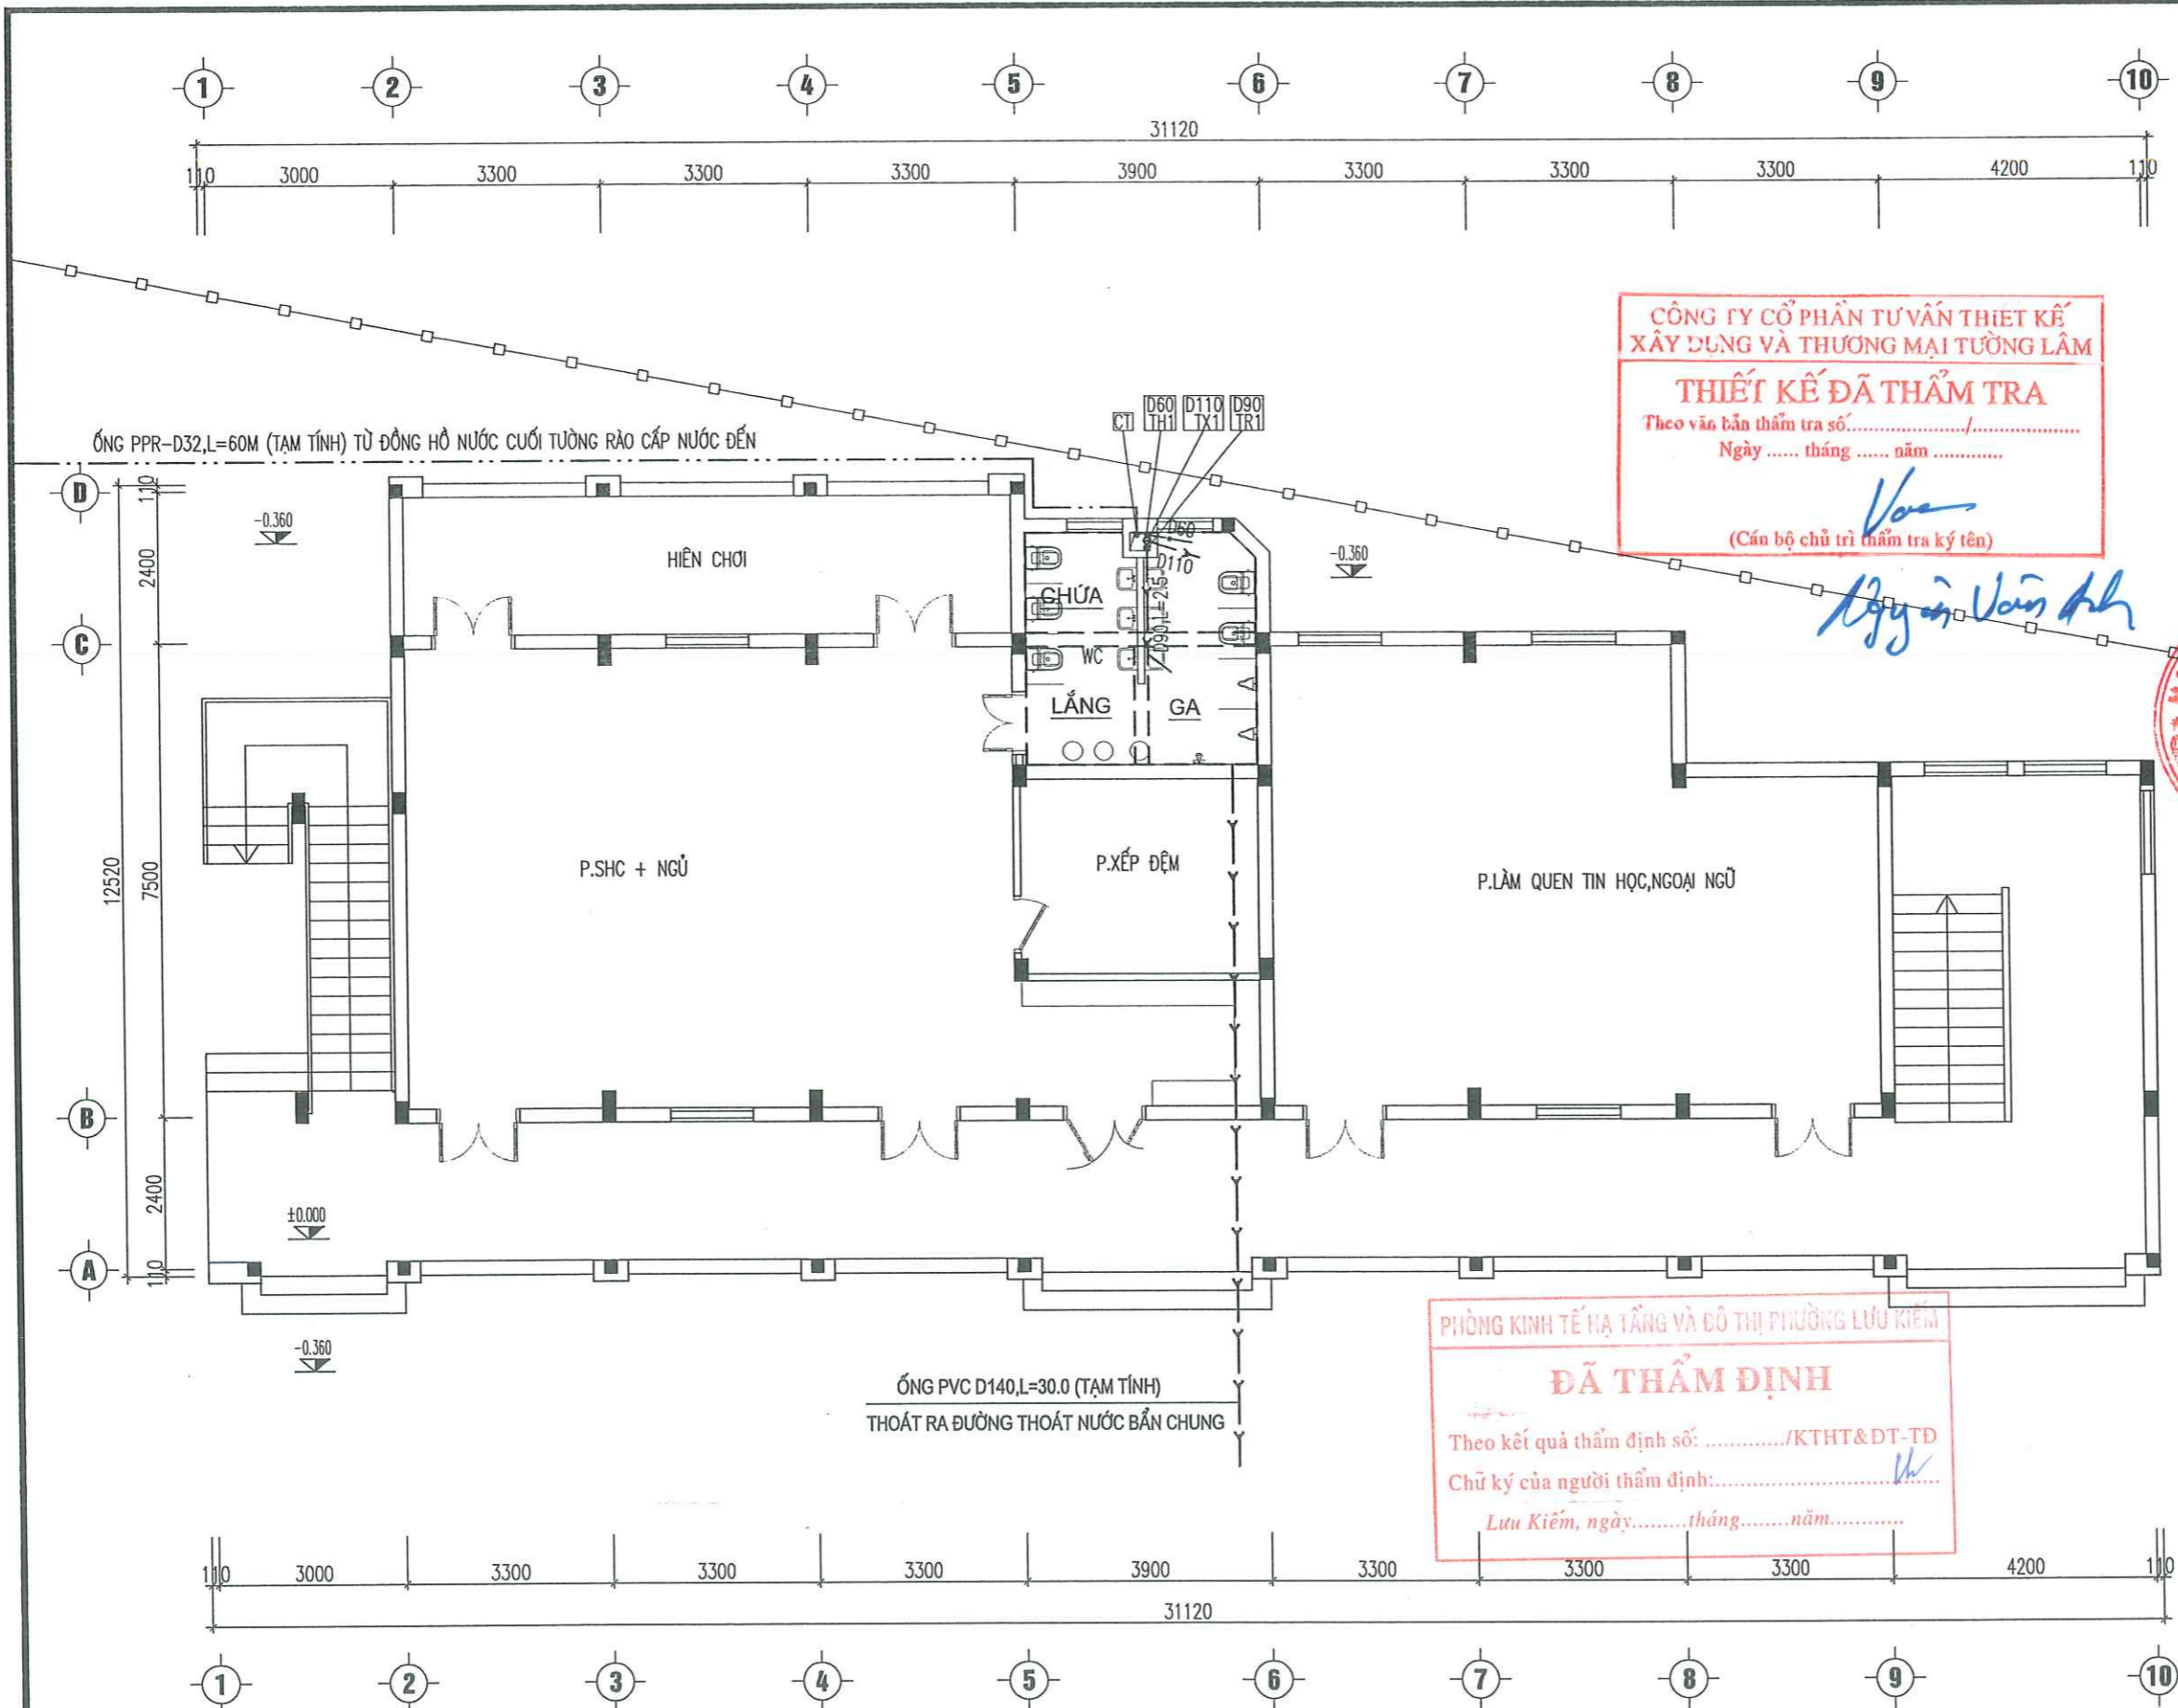 1 2 3 4 5 6 7 8 9 10
31120
110 3000 3300 3300 3300 3900 3300 3300 3300 4200 110
CÔNG TY CỔ PHẦN TƯ VẤN THIẾT KẾ
XÂY DỰNG VÀ THƯƠNG MẠI TƯỜNG LÂM
THIẾT KẾ ĐÃ THẨM TRA
Theo văn bản thẩm tra số...................../....................
Ngày ...... tháng ...... năm .............
(Cán bộ chủ trì thẩm tra ký tên)
Nguyễn Vân Anh
CT
D60 D110 D90
TH1 TX1 TR1
ỐNG PPR-D32,L=60M (TẠM TÍNH) TỪ ĐỒNG HỒ NƯỚC CUỐI TƯỜNG RÀO CẤP NƯỚC ĐẾN
D
110
-0.360
2400
HIÊN CHƠI
D60
D110
-0.360
CHỨA
D90,L=2.5
C
WC
LẮNG
GA
12520
7500
P.SHC + NGỦ
P.XẾP ĐỆM
P.LÀM QUEN TIN HỌC,NGOẠI NGỮ
B
2400
±0.000
A
110
-0.360
ỐNG PVC D140,L=30.0 (TẠM TÍNH)
THOÁT RA ĐƯỜNG THOÁT NƯỚC BẨN CHUNG
PHÒNG KINH TẾ HẠ TẦNG VÀ ĐÔ THỊ PHƯỜNG LƯU KIẾM
ĐÃ THẨM ĐỊNH
Theo kết quả thẩm định số: ............./KTHT&ĐT-TĐ
Chữ ký của người thẩm định:....................................
Lưu Kiếm, ngày.........tháng........năm............
110 3000 3300 3300 3300 3900 3300 3300 3300 4200 110
31120
1 2 3 4 5 6 7 8 9 10